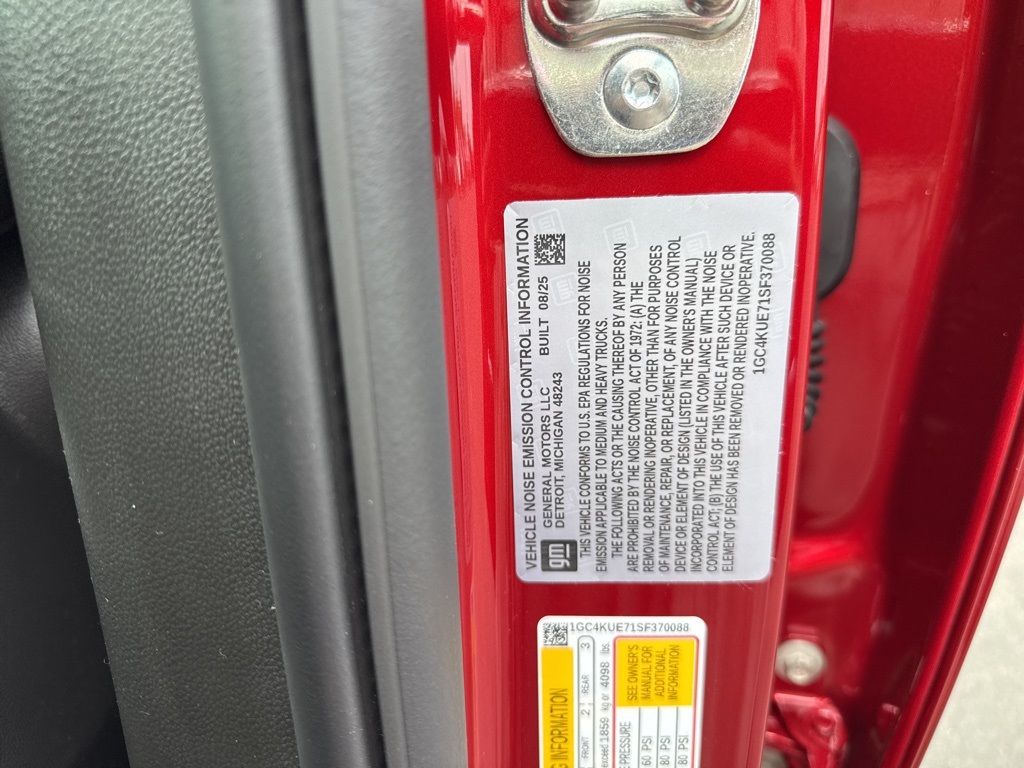 VEHICLE NOISE EMISSION CONTROL INFORMATION
gm
GENERAL MOTORS LLC
DETROIT, MICHIGAN 48243
BUILT 08/25
THIS VEHICLE CONFORMS TO U.S. EPA REGULATIONS FOR NOISE
EMISSION APPLICABLE TO MEDIUM AND HEAVY TRUCKS.
THE FOLLOWING ACTS OR THE CAUSING THEREOF BY ANY PERSON
ARE PROHIBITED BY THE NOISE CONTROL ACT OF 1972: (A) THE
REMOVAL OR RENDERING INOPERATIVE, OTHER THAN FOR PURPOSES
OF MAINTENANCE, REPAIR, OR REPLACEMENT, OF ANY NOISE CONTROL
DEVICE OR ELEMENT OF DESIGN (LISTED IN THE OWNER'S MANUAL)
INCORPORATED INTO THIS VEHICLE IN COMPLIANCE WITH THE NOISE
CONTROL ACT; (B) THE USE OF THIS VEHICLE AFTER SUCH DEVICE OR
ELEMENT OF DESIGN HAS BEEN REMOVED OR RENDERED INOPERATIVE.
1GC4KUE71SF370088
1GC4KUE71SF370088
G INFORMATION
FRONT 2 REAR 3
exceed 1859 kg or 4098 lbs.
E PRESSURE
60 PSI
80 PSI
80 PSI
SEE OWNER'S
MANUAL FOR
ADDITIONAL
INFORMATION